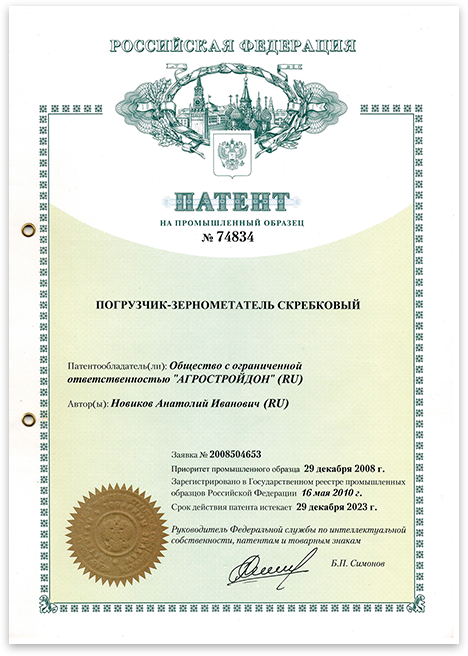 РОССИЙСКАЯ ФЕДЕРАЦИЯ
ПАТЕНТ
НА ПРОМЫШЛЕННЫЙ ОБРАЗЕЦ
№ 74834
ПОГРУЗЧИК-ЗЕРНОМЕТАТЕЛЬ СКРЕБКОВЫЙ
Патентообладатель(ли): Общество с ограниченной
ответственностью "АГРОСТРОЙДОН" (RU)
Автор(ы): Новиков Анатолий Иванович (RU)
Заявка № 2008504653
Приоритет промышленного образца 29 декабря 2008 г.
Зарегистрировано в Государственном реестре промышленных
образцов Российской Федерации 16 мая 2010 г.
Срок действия патента истекает 29 декабря 2023 г.
Руководитель Федеральной службы по интеллектуальной
собственности, патентам и товарным знакам
Б.П. Симонов